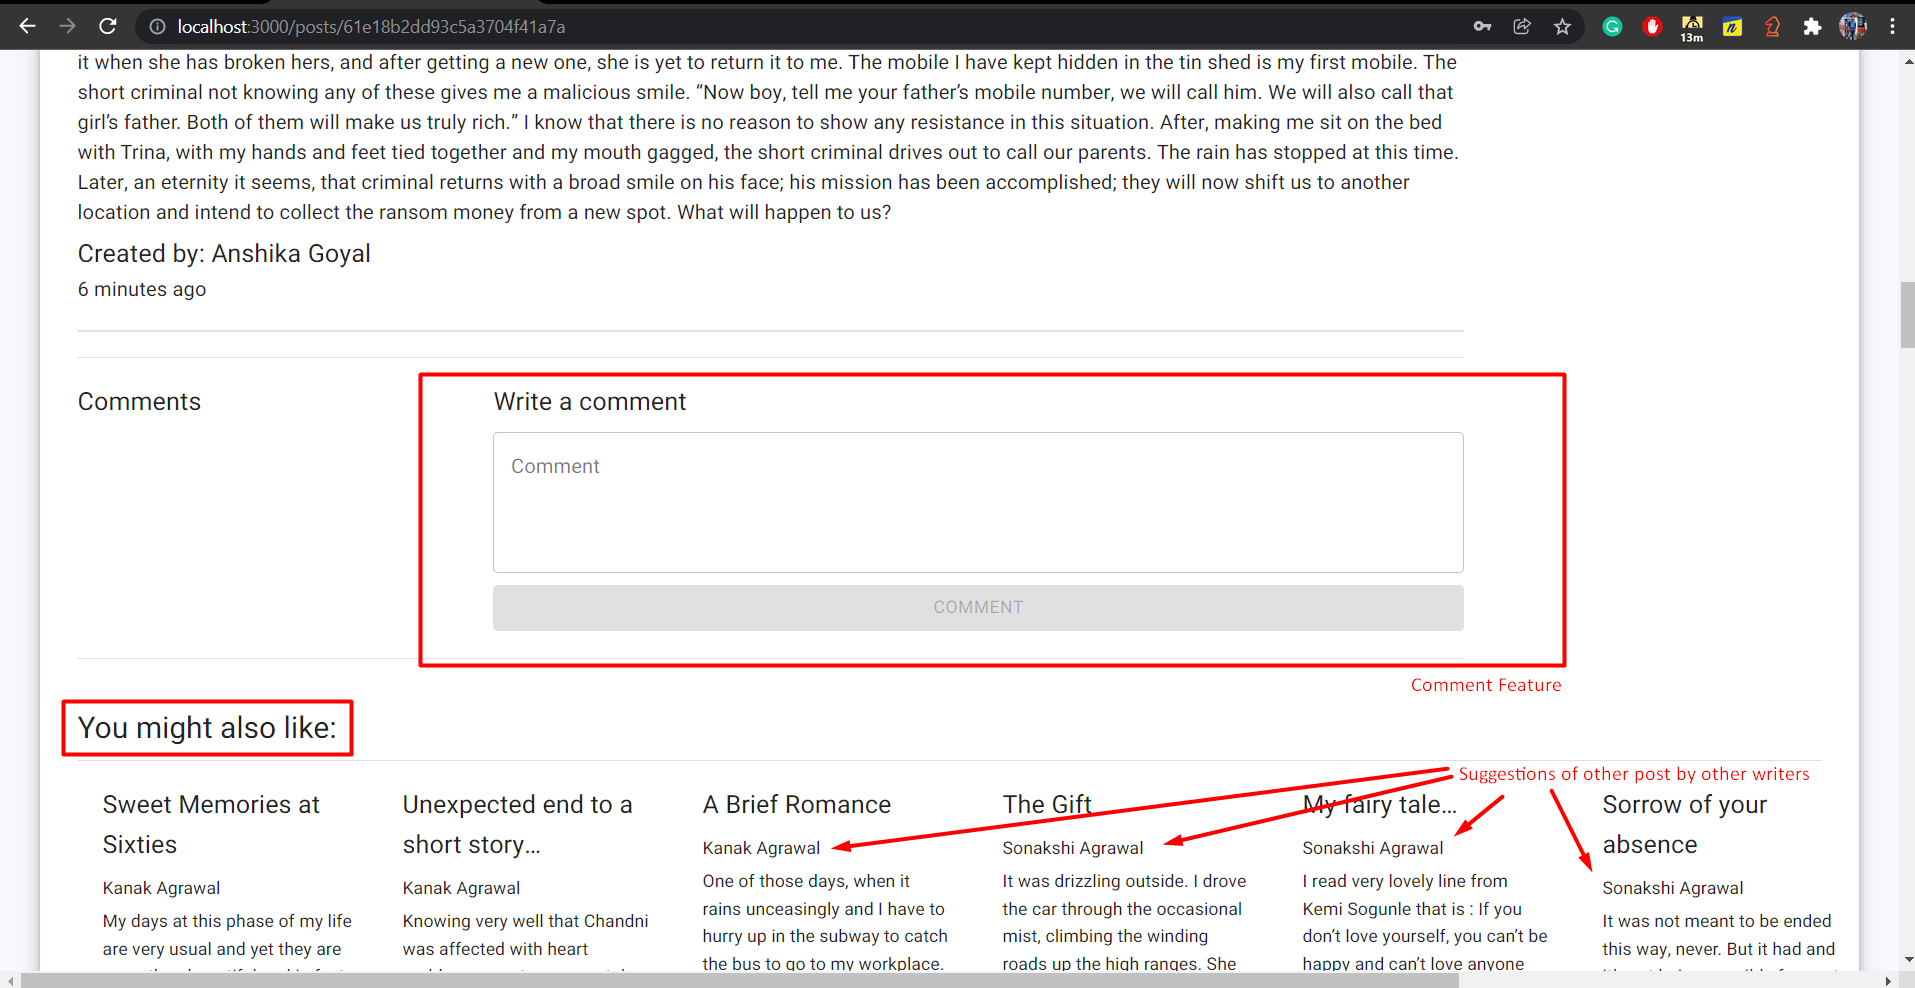 localhost:3000/posts/61e18b2dd93c5a3704f41a7a
13m
it when she has broken hers, and after getting a new one, she is yet to return it to me. The mobile I have kept hidden in the tin shed is my first mobile. The
short criminal not knowing any of these gives me a malicious smile. “Now boy, tell me your father’s mobile number, we will call him. We will also call that
girl’s father. Both of them will make us truly rich.” I know that there is no reason to show any resistance in this situation. After, making me sit on the bed
with Trina, with my hands and feet tied together and my mouth gagged, the short criminal drives out to call our parents. The rain has stopped at this time.
Later, an eternity it seems, that criminal returns with a broad smile on his face; his mission has been accomplished; they will now shift us to another
location and intend to collect the ransom money from a new spot. What will happen to us?
Created by: Anshika Goyal
6 minutes ago
Comments
Write a comment
Comment
COMMENT
Comment Feature
You might also like:
Suggestions of other post by other writers
Sweet Memories at
Sixties
Kanak Agrawal
My days at this phase of my life
are very usual and yet they are
Unexpected end to a
short story…
Kanak Agrawal
Knowing very well that Chandni
was affected with heart
A Brief Romance
Kanak Agrawal
One of those days, when it
rains unceasingly and I have to
hurry up in the subway to catch
the bus to go to my workplace.
The Gift
Sonakshi Agrawal
It was drizzling outside. I drove
the car through the occasional
mist, climbing the winding
roads up the high ranges. She
My fairy tale…
Sonakshi Agrawal
I read very lovely line from
Kemi Sogunle that is : If you
don’t love yourself, you can’t be
happy and can’t love anyone
Sorrow of your
absence
Sonakshi Agrawal
It was not meant to be ended
this way, never. But it had and